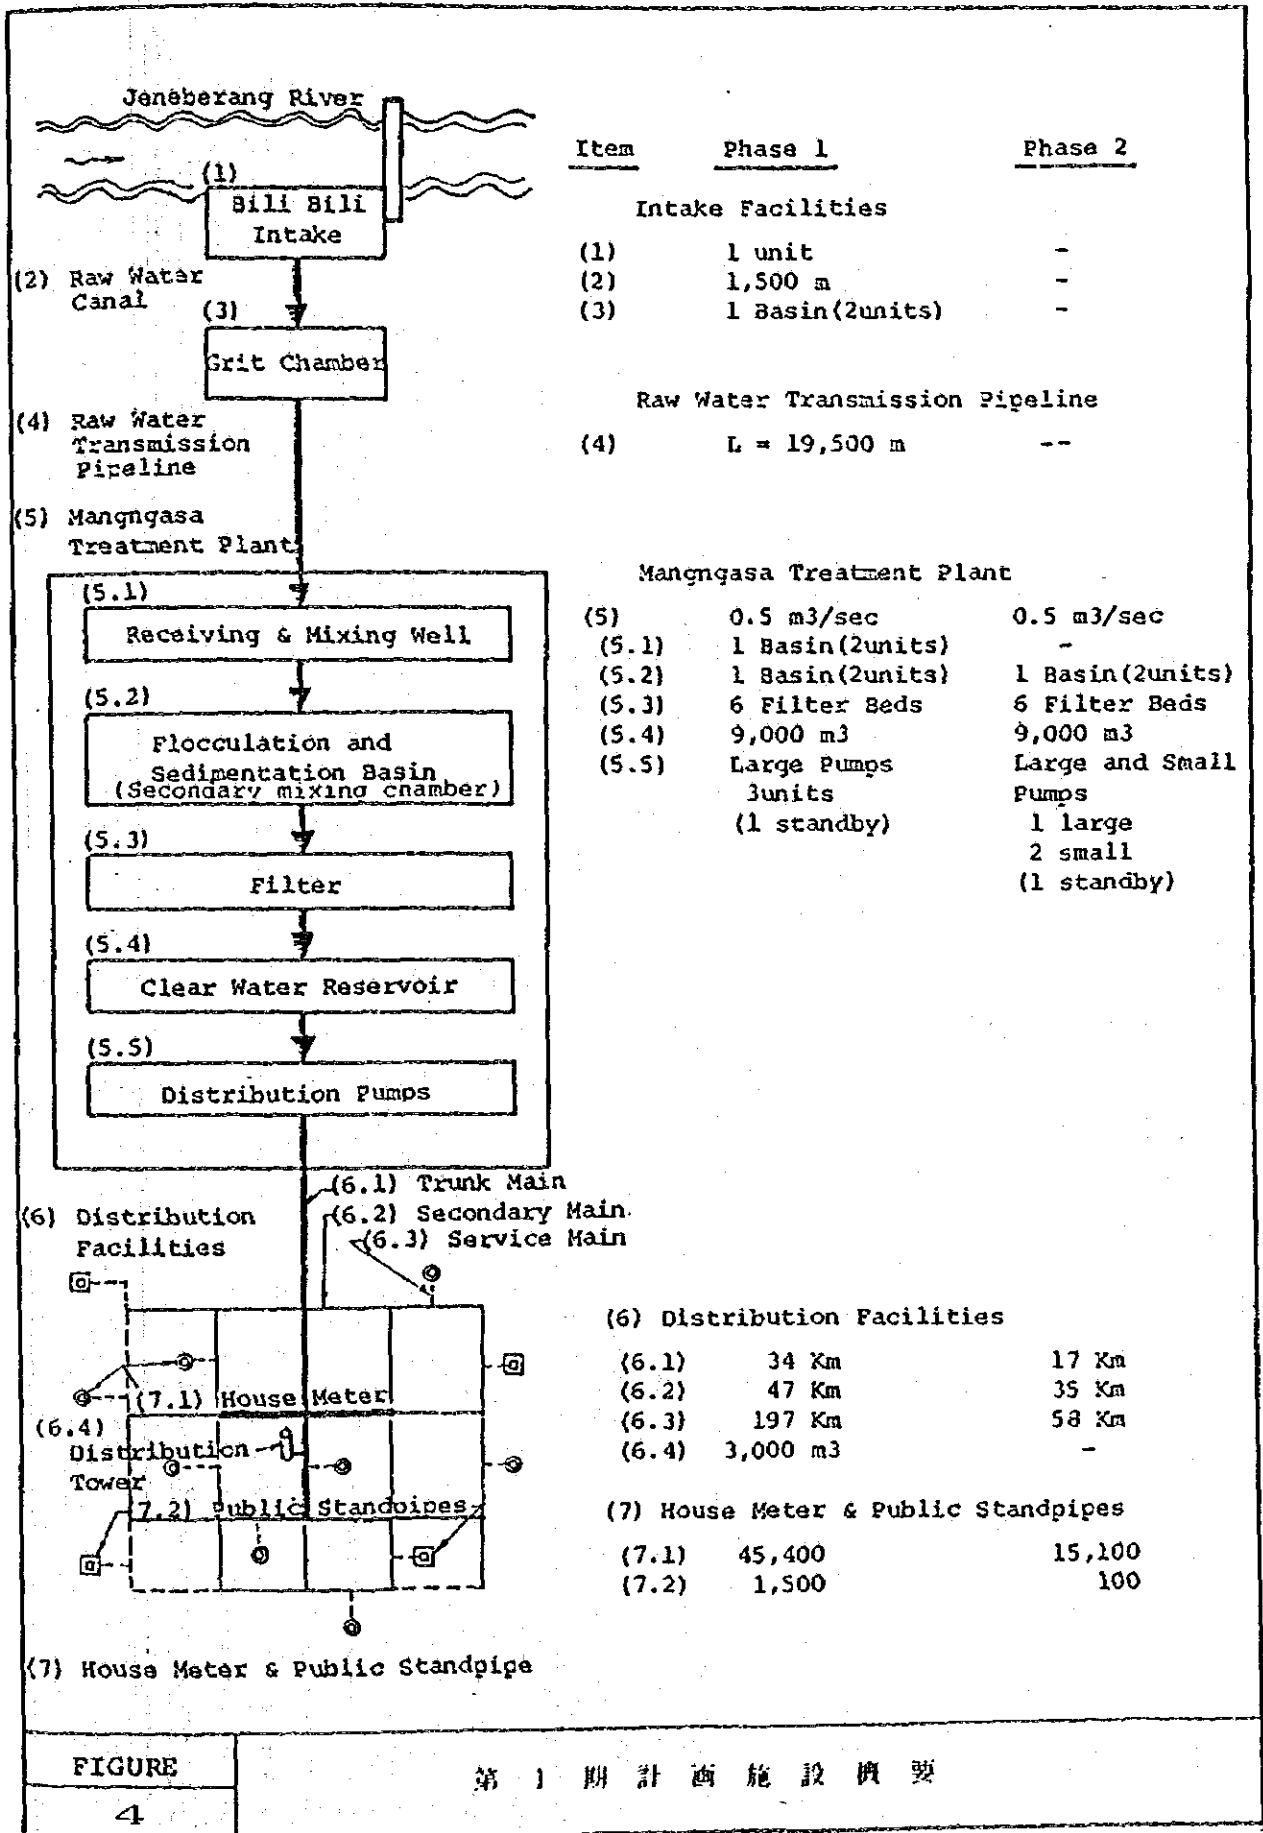 Jeneberang River
(1)
Bili Bili
Intake
(2) Raw Water
Canal
(3)
Grit Chamber
(4) Raw Water
Transmission
Pipeline
(5) Mangngasa
Treatment Plant
(5.1)
Receiving & Mixing Well
(5.2)
Flocculation and
Sedimentation Basin
(Secondary mixing chamber)
(5.3)
Filter
(5.4)
Clear Water Reservoir
(5.5)
Distribution Pumps
(6.1) Trunk Main
(6.2) Secondary Main
(6.3) Service Main
(6) Distribution
Facilities
(7.1) House Meter
(6.4)
Distribution
Tower
(7.2) Public Standpipes
(7) House Meter & Public Standpipe
Item Phase 1 Phase 2
Intake Facilities
(1) 1 unit -
(2) 1,500 m -
(3) 1 Basin(2units) -
Raw Water Transmission Pipeline
(4) L = 19,500 m --
Mangngasa Treatment Plant
(5) 0.5 m3/sec 0.5 m3/sec
(5.1) 1 Basin(2units) -
(5.2) 1 Basin(2units) 1 Basin(2units)
(5.3) 6 Filter Beds 6 Filter Beds
(5.4) 9,000 m3 9,000 m3
(5.5) Large Pumps Large and Small
3units Pumps
(1 standby) 1 large
2 small
(1 standby)
(6) Distribution Facilities
(6.1) 34 Km 17 Km
(6.2) 47 Km 35 Km
(6.3) 197 Km 58 Km
(6.4) 3,000 m3 -
(7) House Meter & Public Standpipes
(7.1) 45,400 15,100
(7.2) 1,500 100
FIGURE
4
第 1 期 計 画 施 設 概 要